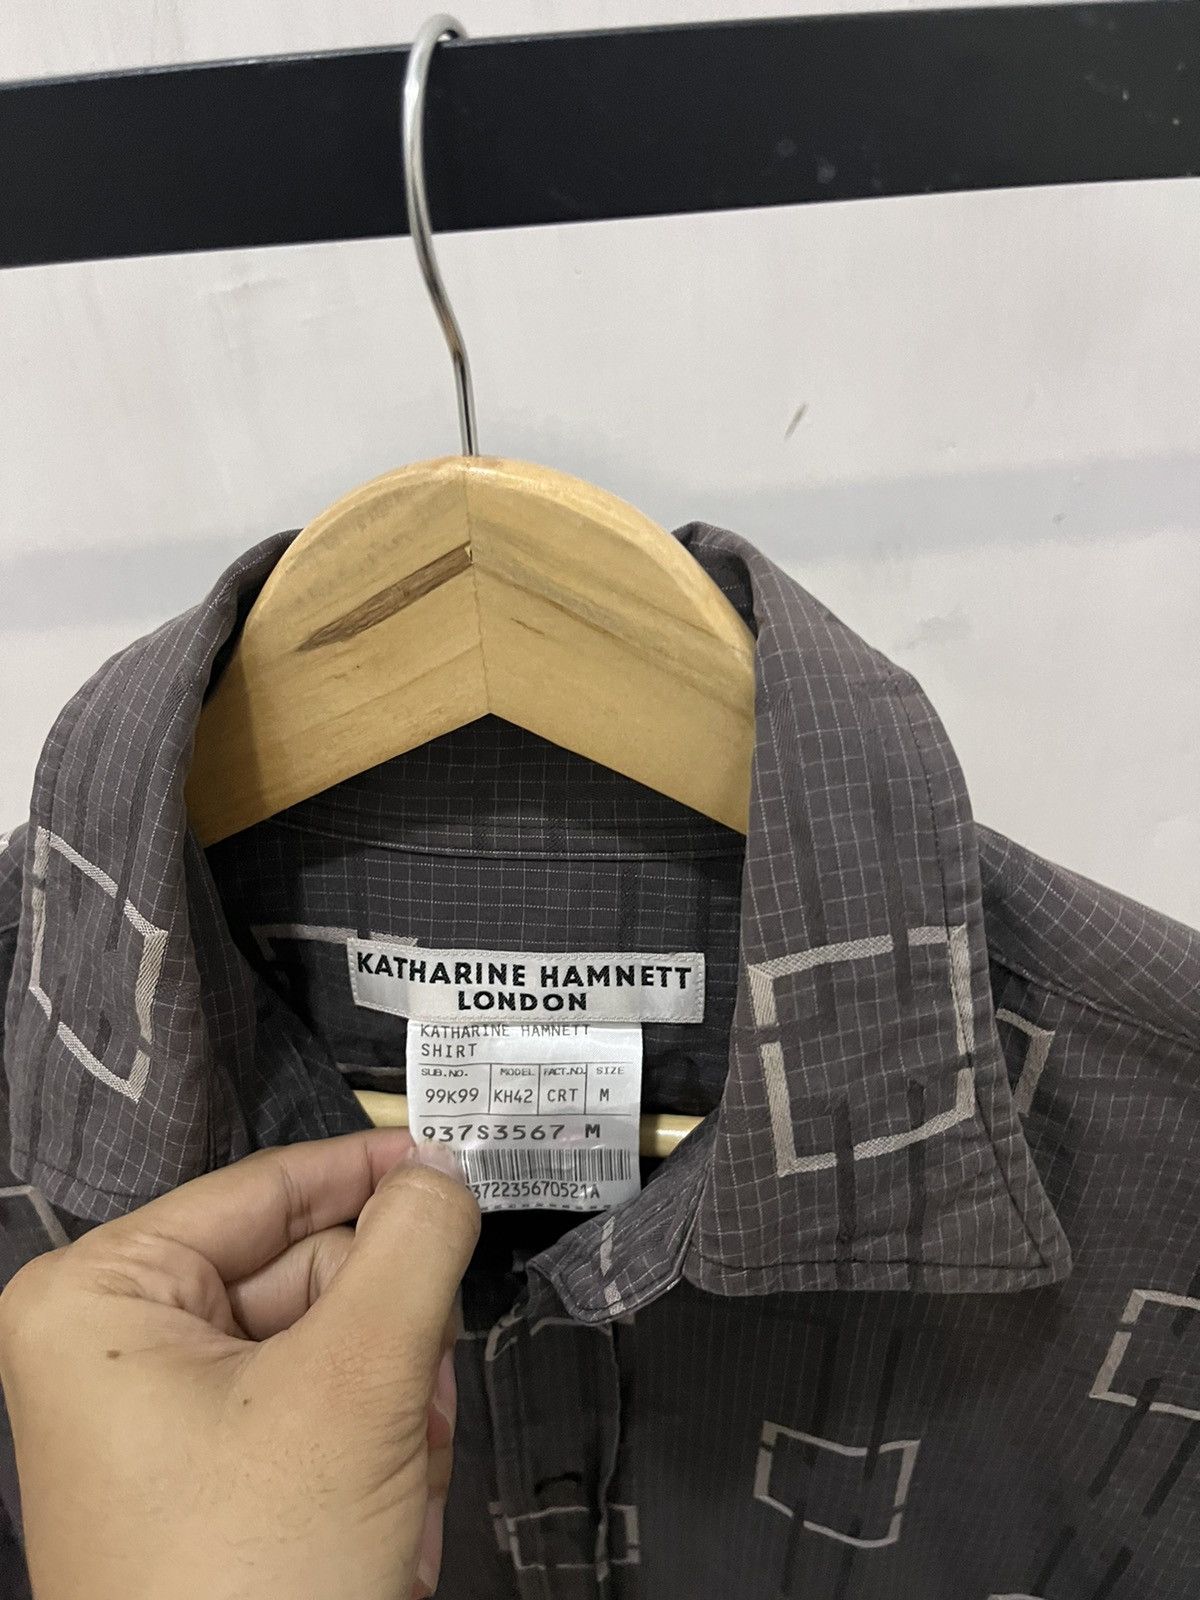 KATHARINE HAMNETT
LONDON
KATHARINE HAMNETT
SHIRT
SUB.NO. MODEL FACT.NO. SIZE
99K99 KH42 CRT M
937S3567 M
372235670521A